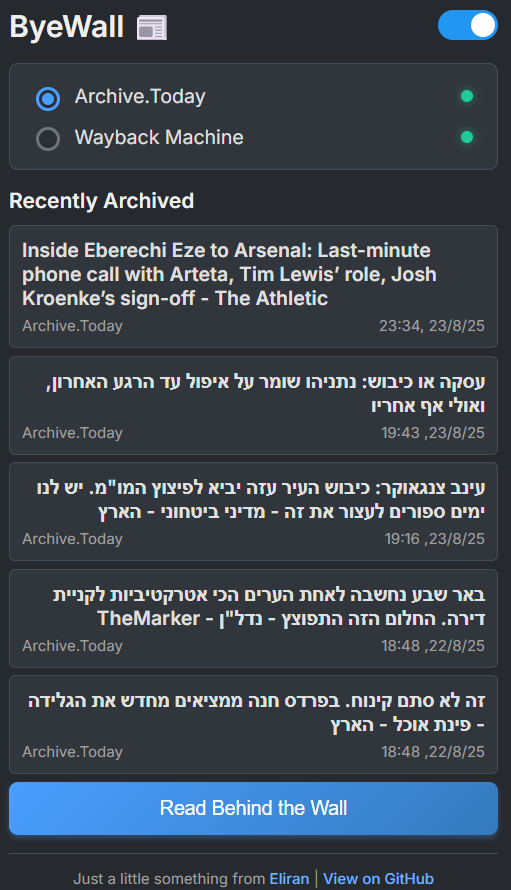 ByeWall
Archive.Today
Wayback Machine
Recently Archived
Inside Eberechi Eze to Arsenal: Last-minute
phone call with Arteta, Tim Lewis’ role, Josh
Kroenke’s sign-off - The Athletic
Archive.Today 23:34, 23/8/25
עסקה או כיבוש: נתניהו שומר על איפול עד הרגע האחרון,
ואולי אף אחריו
Archive.Today 19:43 ,23/8/25
עינב צנגאוקר: כיבוש העיר עזה יביא לפיצוץ המו"מ. יש לנו
ימים ספורים לעצור את זה - מדיני ביטחוני - הארץ
Archive.Today 19:16 ,23/8/25
באר שבע נחשבה לאחת הערים הכי אטרקטיביות לקניית
דירה. החלום הזה התפוצץ - נדל"ן - TheMarker
Archive.Today 18:48 ,22/8/25
זה לא סתם קינוח. בפרדס חנה ממציאים מחדש את הגלידה
- פינת אוכל - הארץ
Archive.Today 18:48 ,22/8/25
Read Behind the Wall
Just a little something from Eliran | View on GitHub